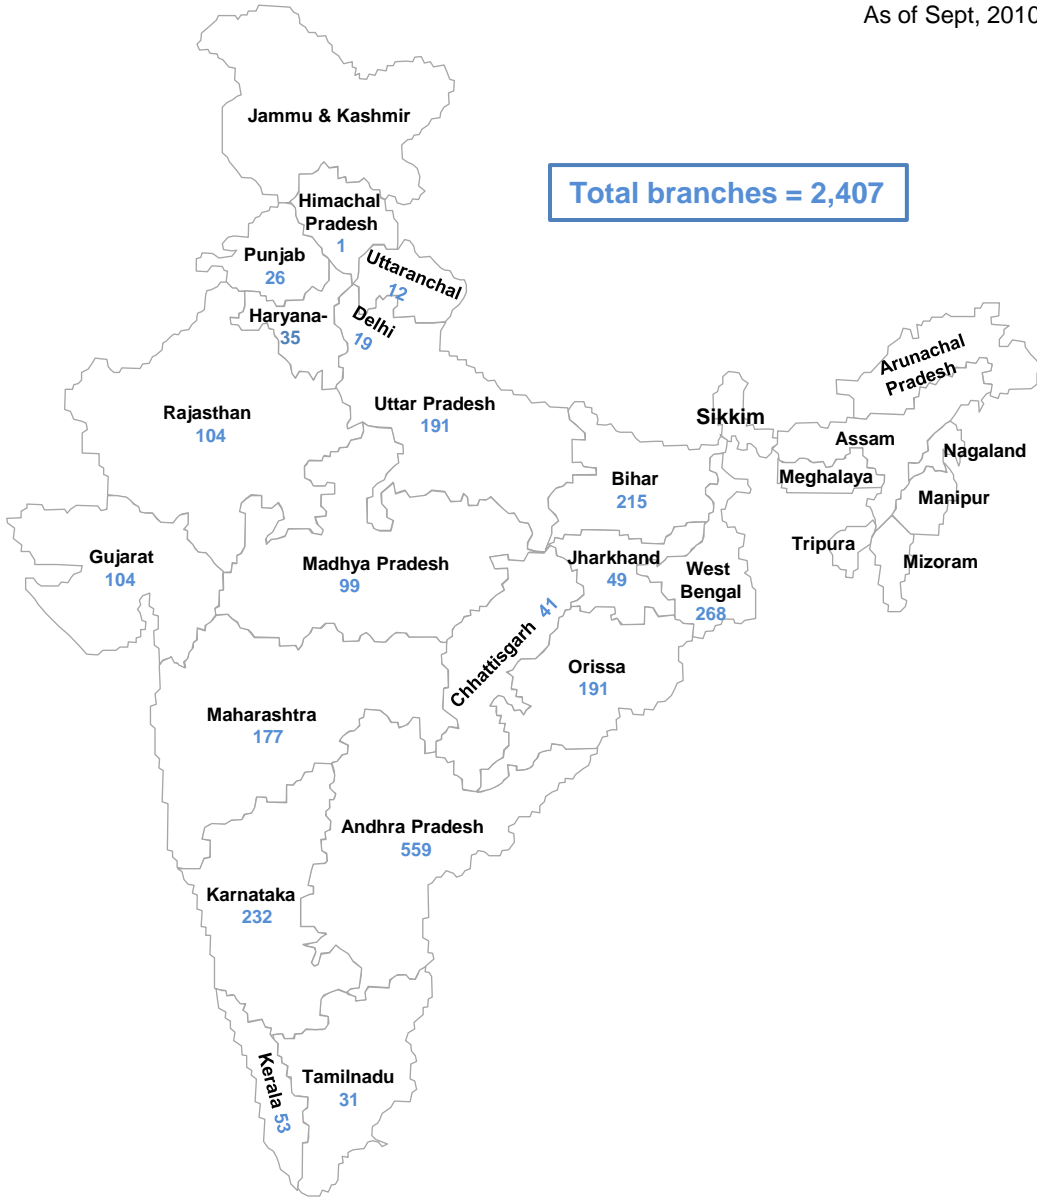 As of Sept, 2010
Jammu & Kashmir
Total branches = 2,407
Himachal
Pradesh
1
Punjab
26
Uttaranchal
12
Haryana-
35
Delhi
19
Arunachal
Pradesh
Rajasthan
104
Uttar Pradesh
191
Sikkim
Assam
Nagaland
Bihar
215
Meghalaya
Manipur
Gujarat
104
Madhya Pradesh
99
Jharkhand
49
West
Bengal
268
Tripura
Mizoram
Chhattisgarh 41
Orissa
191
Maharashtra
177
Andhra Pradesh
559
Karnataka
232
Kerala 53
Tamilnadu
31